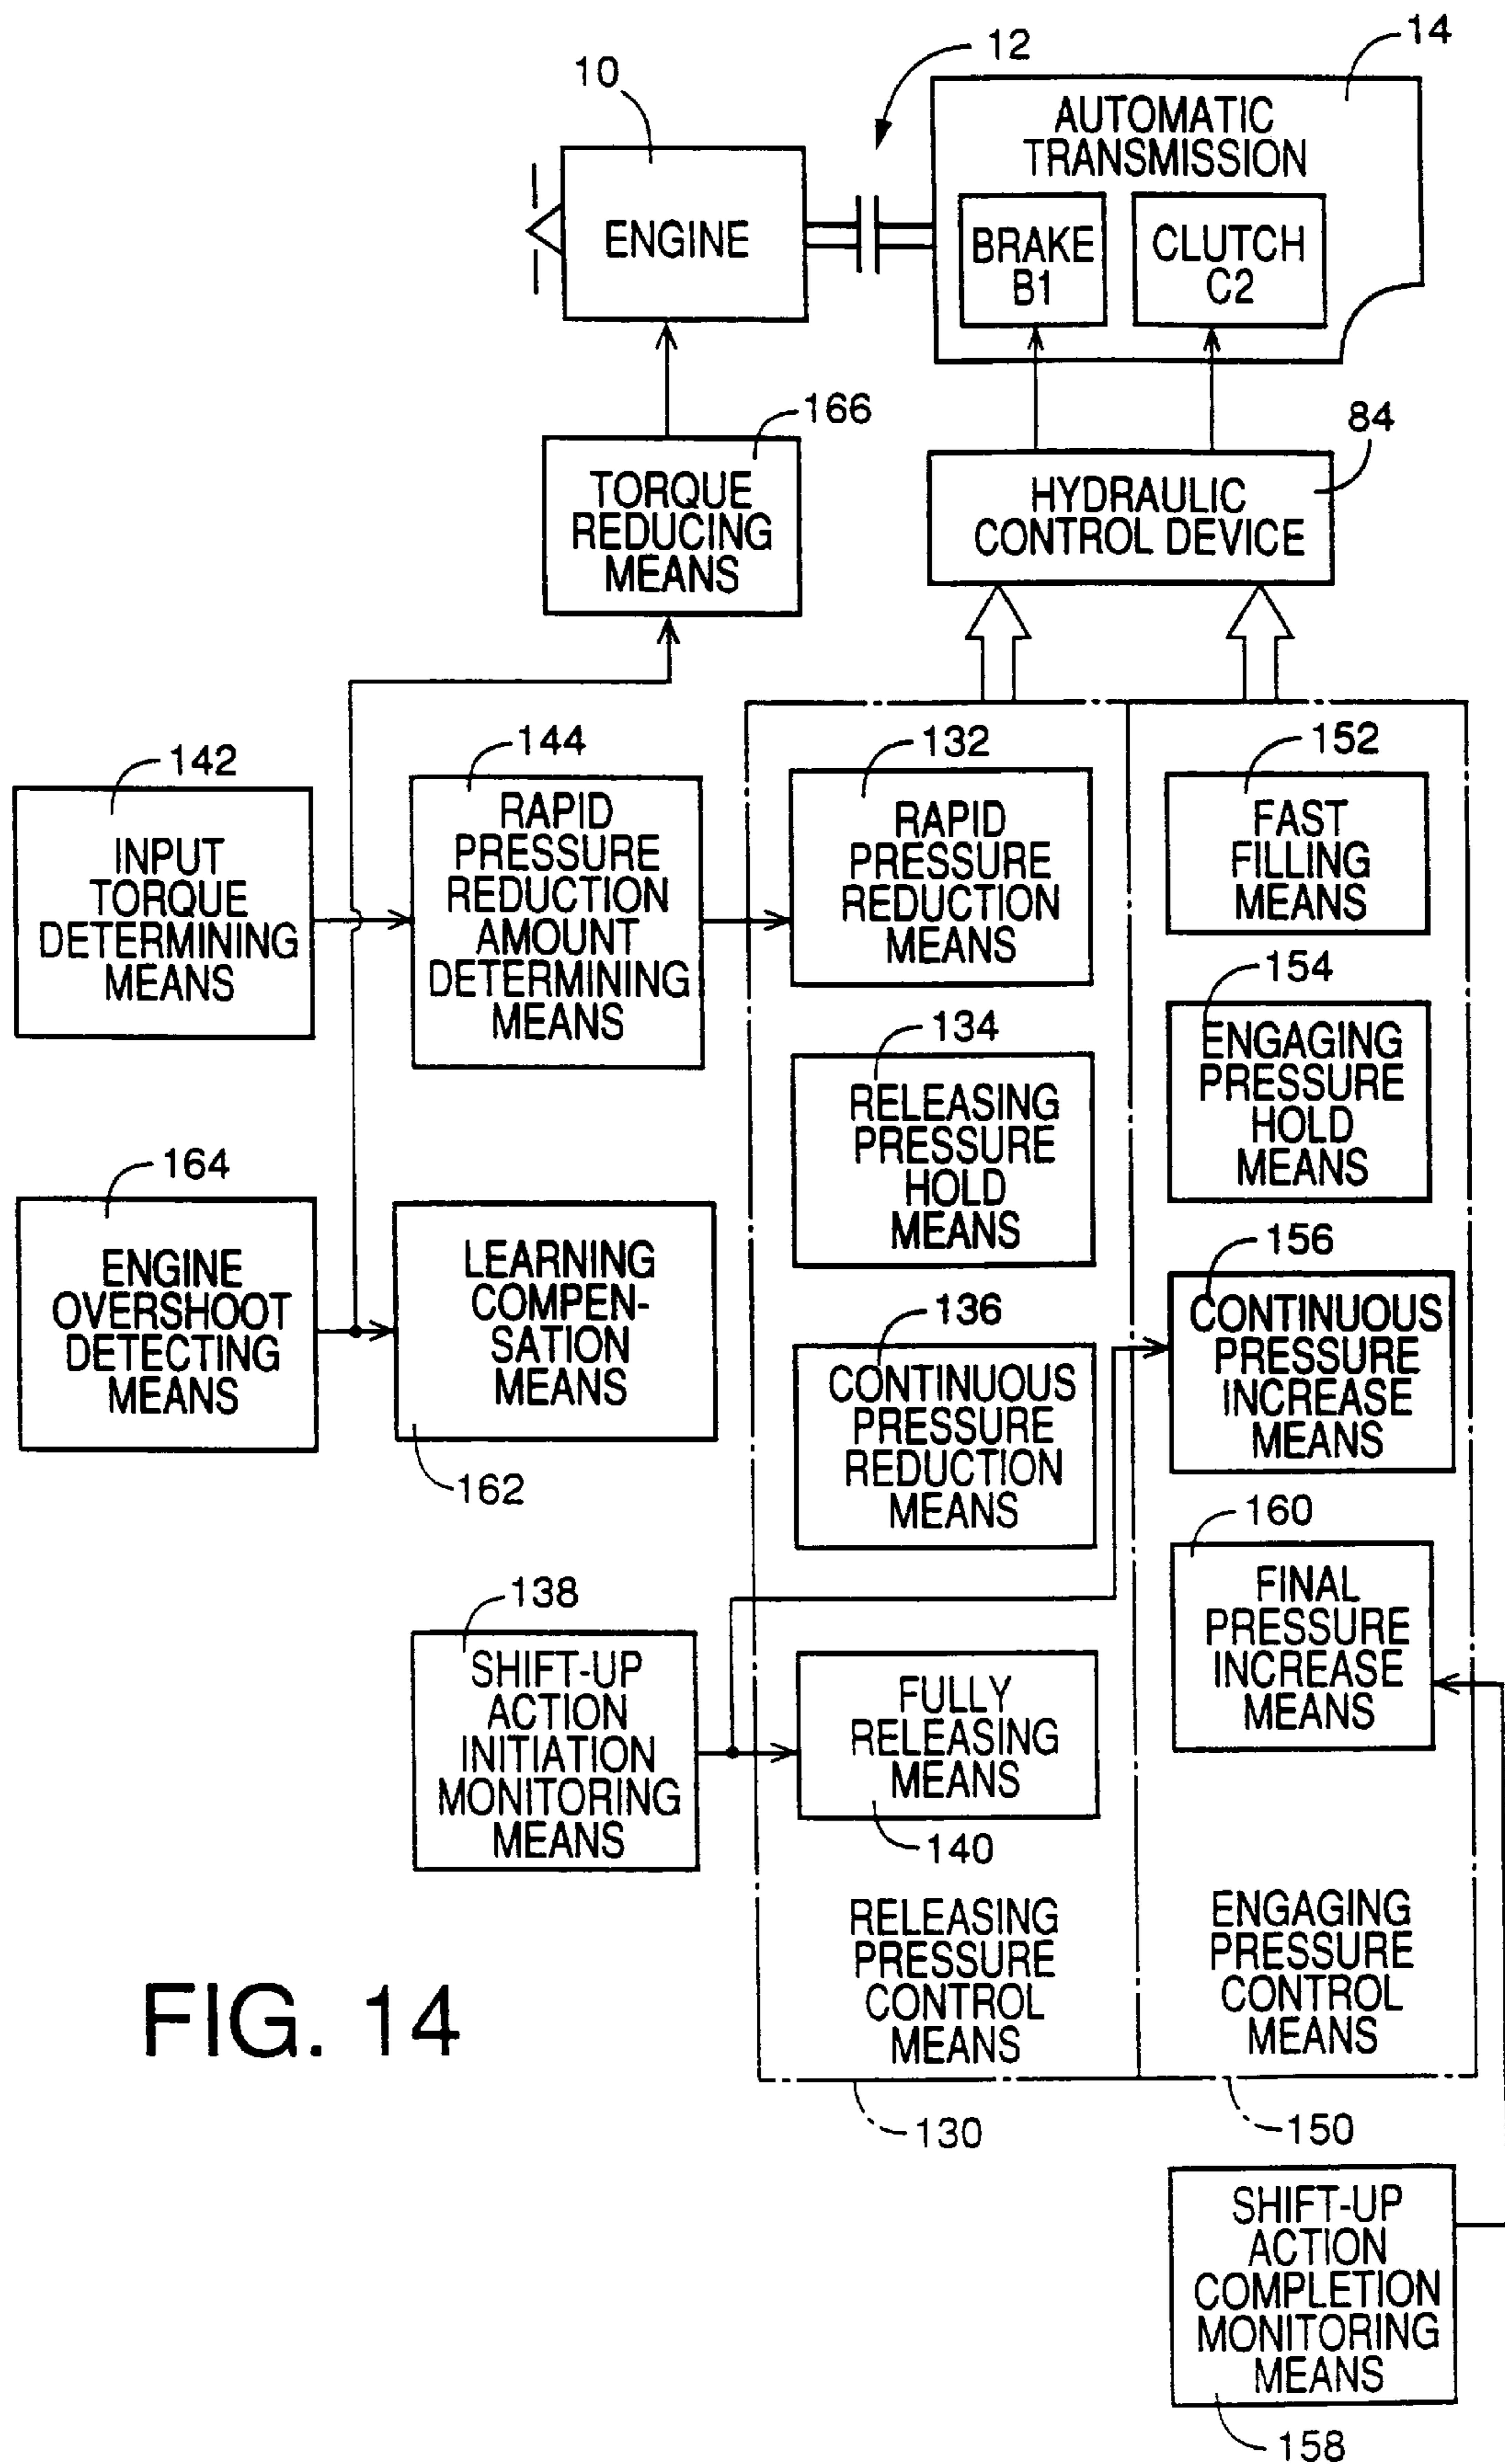 12
14
10
AUTOMATIC
TRANSMISSION
ENGINE
BRAKE
B1
CLUTCH
C2
166
84
TORQUE
REDUCING
MEANS
HYDRAULIC
CONTROL DEVICE
142
INPUT
TORQUE
DETERMINING
MEANS
144
RAPID
PRESSURE
REDUCTION
AMOUNT
DETERMINING
MEANS
132
RAPID
PRESSURE
REDUCTION
MEANS
152
FAST
FILLING
MEANS
134
RELEASING
PRESSURE
HOLD
MEANS
154
ENGAGING
PRESSURE
HOLD
MEANS
164
ENGINE
OVERSHOOT
DETECTING
MEANS
LEARNING
COMPEN-
SATION
MEANS
162
136
CONTINUOUS
PRESSURE
REDUCTION
MEANS
156
CONTINUOUS
PRESSURE
INCREASE
MEANS
138
SHIFT-UP
ACTION
INITIATION
MONITORING
MEANS
FULLY
RELEASING
MEANS
140
160
FINAL
PRESSURE
INCREASE
MEANS
RELEASING
PRESSURE
CONTROL
MEANS
ENGAGING
PRESSURE
CONTROL
MEANS
FIG. 14
130
150
SHIFT-UP
ACTION
COMPLETION
MONITORING
MEANS
158